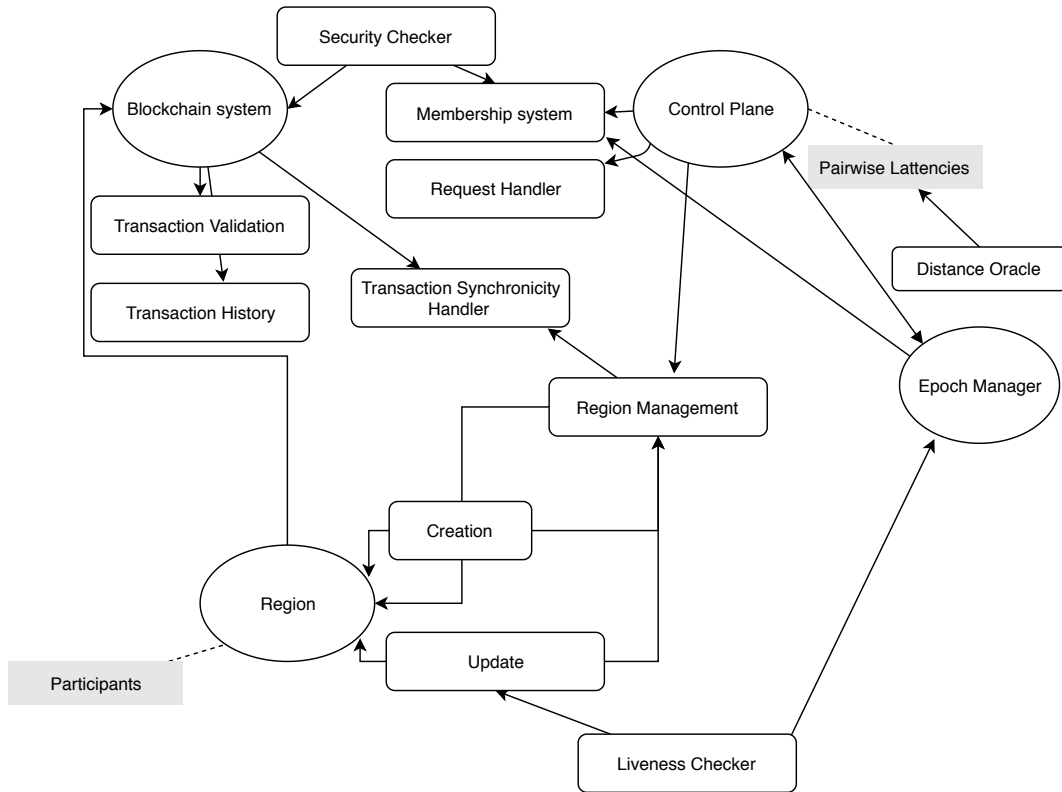 Security Checker
Blockchain system
Membership system
Control Plane
Pairwise Lattencies
Request Handler
Transaction Validation
Distance Oracle
Transaction Synchronicity
Handler
Transaction History
Epoch Manager
Region Management
Creation
Region
Update
Participants
Liveness Checker